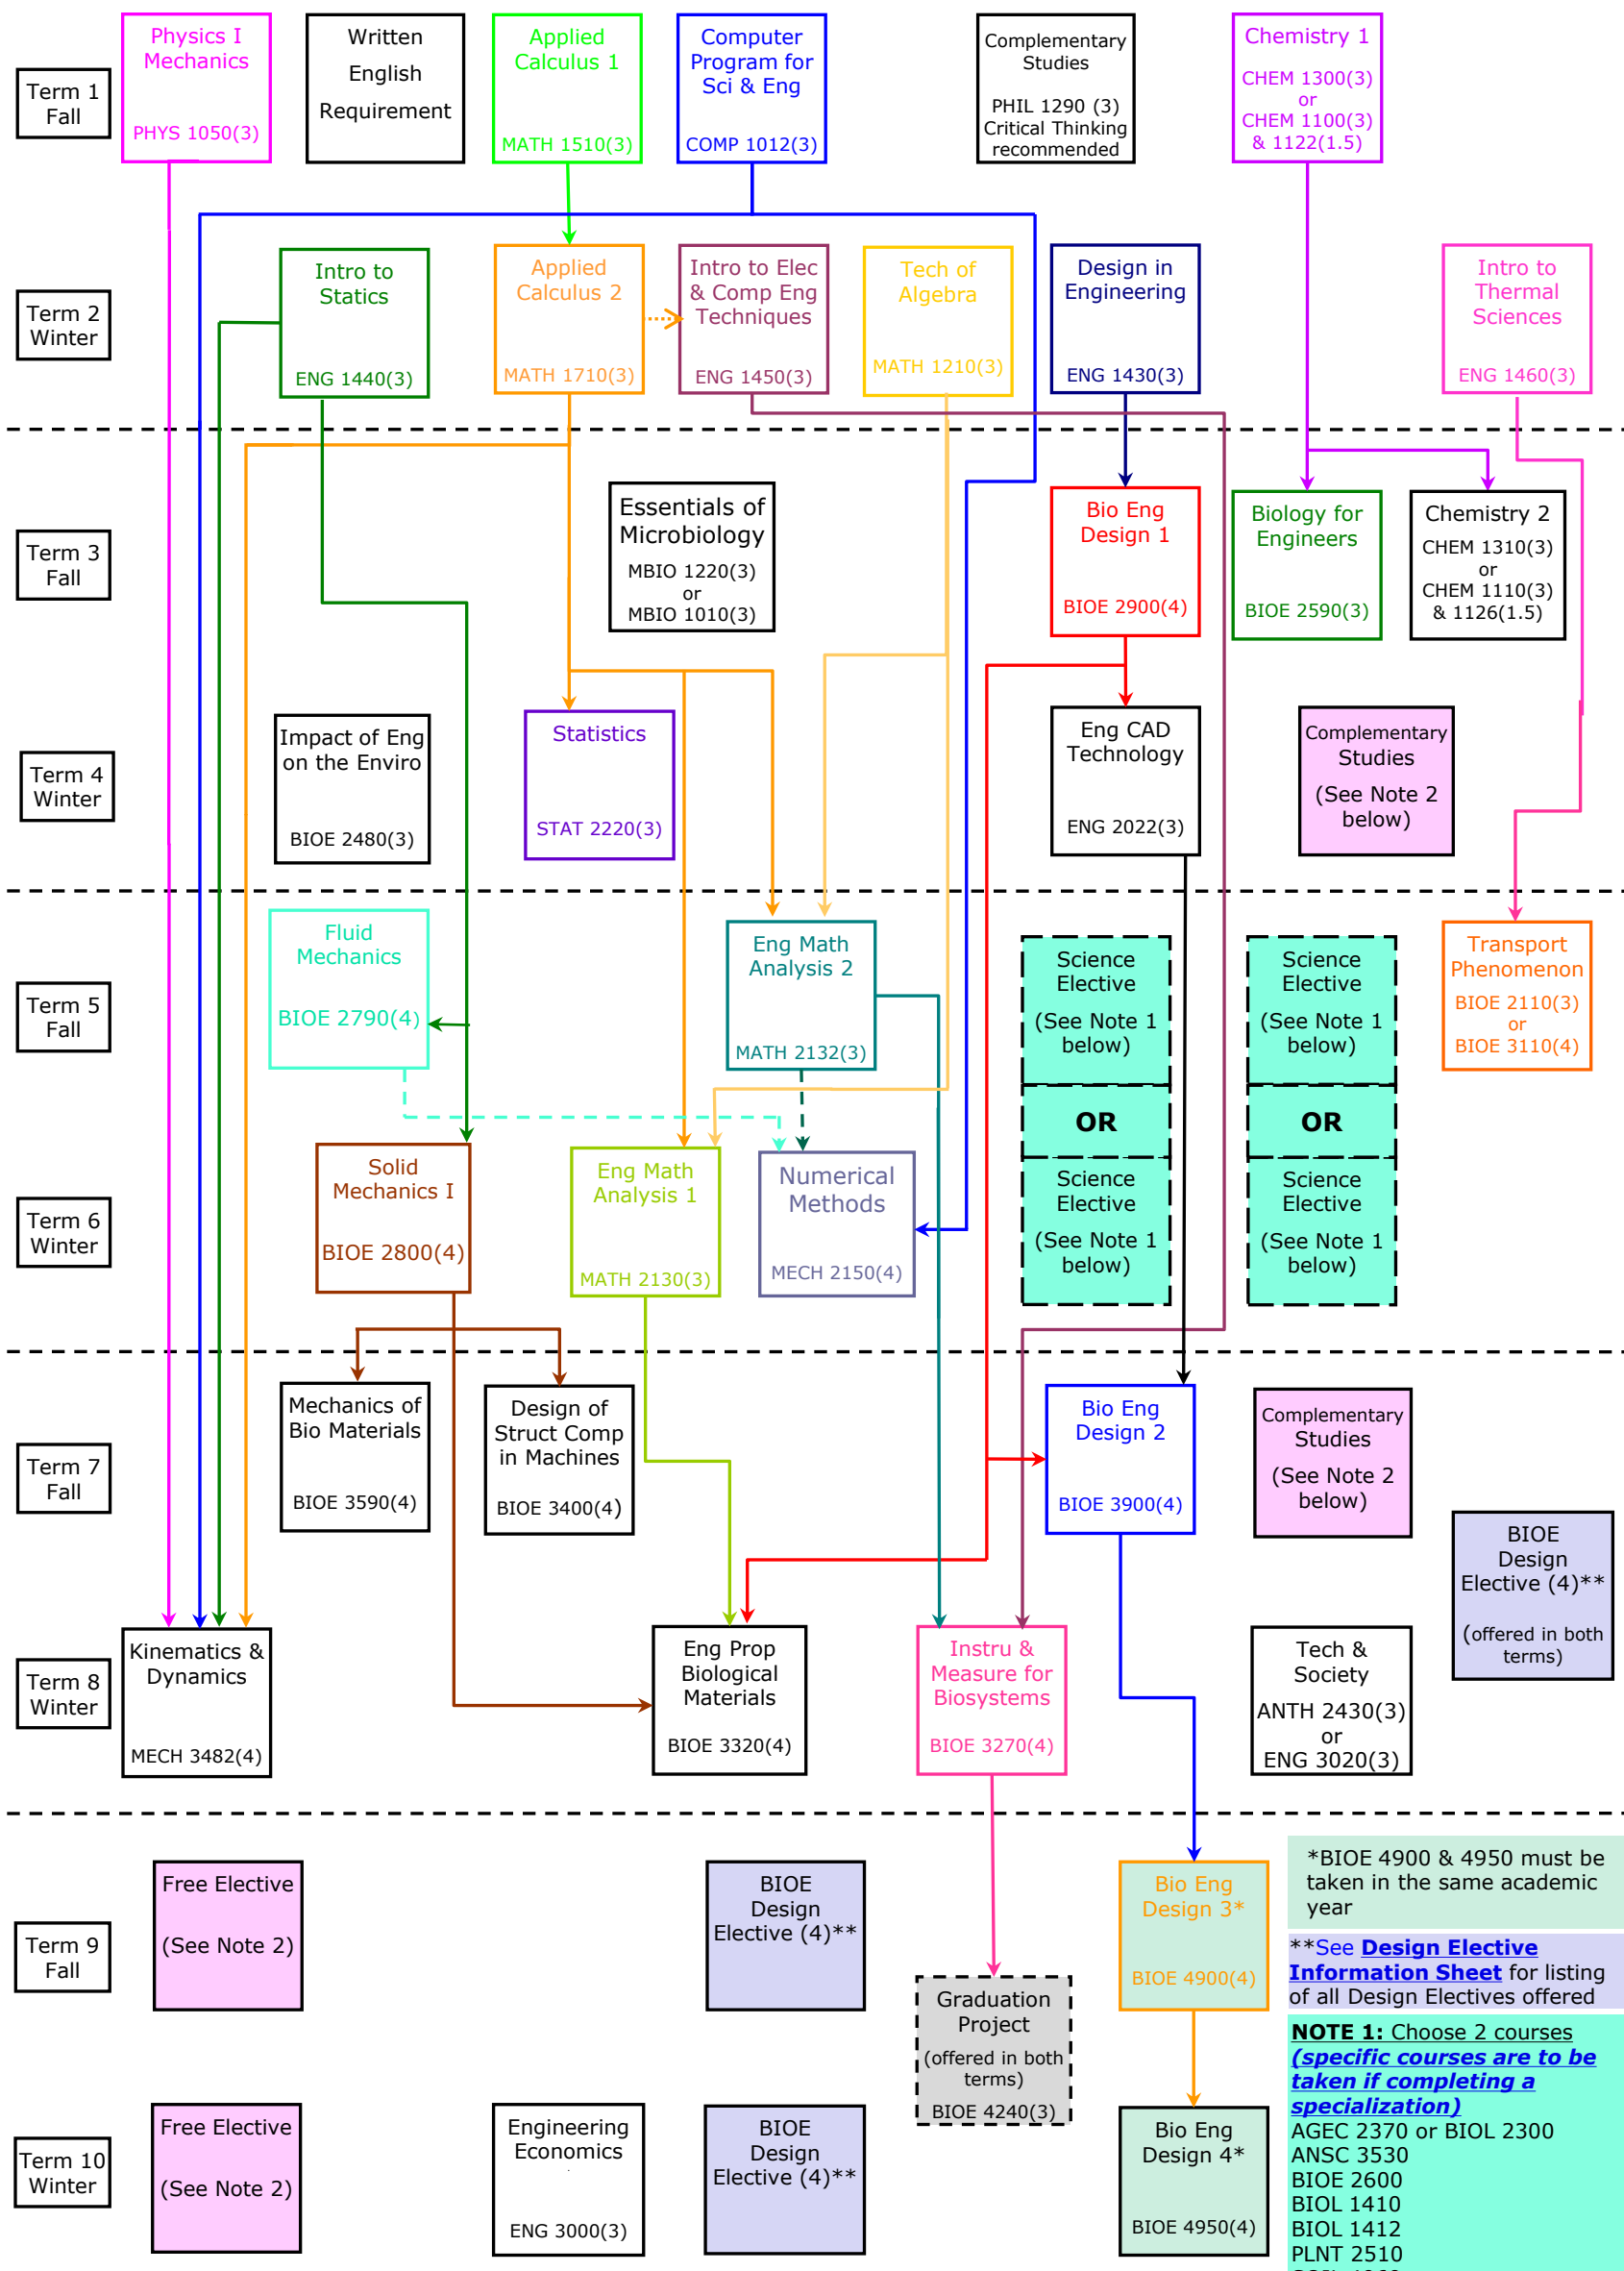 Term 1
Fall
Physics I
Mechanics
PHYS 1050(3)
Written
English
Requirement
Applied
Calculus 1
MATH 1510(3)
Computer
Program for
Sci & Eng
COMP 1012(3)
Complementary
Studies
PHIL 1290 (3)
Critical Thinking
recommended
Chemistry 1
CHEM 1300(3)
or
CHEM 1100(3)
& 1122(1.5)
Term 2
Winter
Intro to
Statics
ENG 1440(3)
Applied
Calculus 2
MATH 1710(3)
Intro to Elec
& Comp Eng
Techniques
ENG 1450(3)
Tech of
Algebra
MATH 1210(3)
Design in
Engineering
ENG 1430(3)
Intro to
Thermal
Sciences
ENG 1460(3)
Term 3
Fall
Essentials of
Microbiology
MBIO 1220(3)
or
MBIO 1010(3)
Bio Eng
Design 1
BIOE 2900(4)
Biology for
Engineers
BIOE 2590(3)
Chemistry 2
CHEM 1310(3)
or
CHEM 1110(3)
& 1126(1.5)
Term 4
Winter
Impact of Eng
on the Enviro
BIOE 2480(3)
Statistics
STAT 2220(3)
Eng CAD
Technology
ENG 2022(3)
Complementary
Studies
(See Note 2
below)
Term 5
Fall
Fluid
Mechanics
BIOE 2790(4)
Eng Math
Analysis 2
MATH 2132(3)
Science
Elective
(See Note 1
below)
OR
Science
Elective
(See Note 1
below)
Science
Elective
(See Note 1
below)
OR
Science
Elective
(See Note 1
below)
Transport
Phenomenon
BIOE 2110(3)
or
BIOE 3110(4)
Term 6
Winter
Solid
Mechanics I
BIOE 2800(4)
Eng Math
Analysis 1
MATH 2130(3)
Numerical
Methods
MECH 2150(4)
Term 7
Fall
Mechanics of
Bio Materials
BIOE 3590(4)
Design of
Struct Comp
in Machines
BIOE 3400(4)
Bio Eng
Design 2
BIOE 3900(4)
Complementary
Studies
(See Note 2
below)
BIOE
Design
Elective (4)**
(offered in both
terms)
Term 8
Winter
Kinematics &
Dynamics
MECH 3482(4)
Eng Prop
Biological
Materials
BIOE 3320(4)
Instru &
Measure for
Biosystems
BIOE 3270(4)
Tech &
Society
ANTH 2430(3)
or
ENG 3020(3)
Term 9
Fall
Free Elective
(See Note 2)
BIOE
Design
Elective (4)**
Graduation
Project
(offered in both
terms)
BIOE 4240(3)
Bio Eng
Design 3*
BIOE 4900(4)
*BIOE 4900 & 4950 must be
taken in the same academic
year
**See Design Elective
Information Sheet for listing
of all Design Electives offered
Term 10
Winter
Free Elective
(See Note 2)
Engineering
Economics
ENG 3000(3)
BIOE
Design
Elective (4)**
Bio Eng
Design 4*
BIOE 4950(4)
NOTE 1: Choose 2 courses
(specific courses are to be
taken if completing a
specialization)
AGEC 2370 or BIOL 2300
ANSC 3530
BIOE 2600
BIOL 1410
BIOL 1412
PLNT 2510